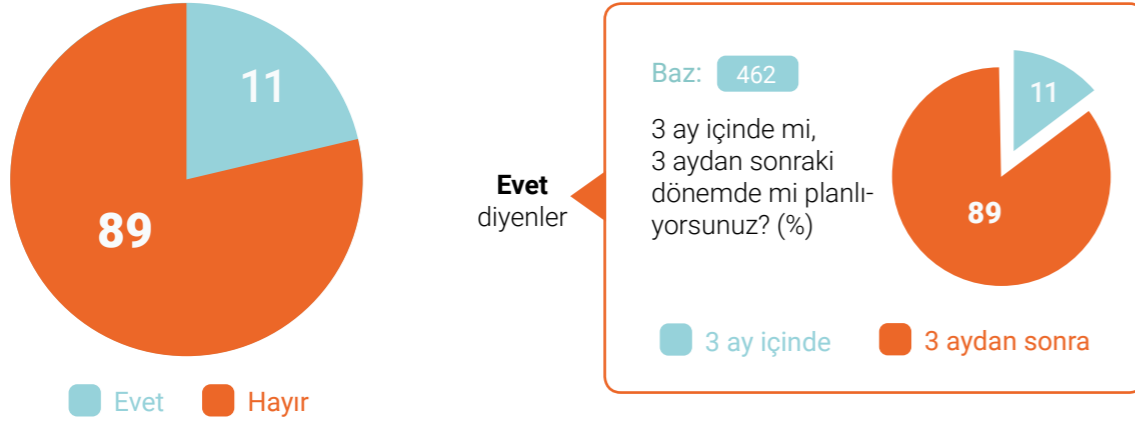 11
89
Evet
Hayır
Evet
diyenler
Baz: 462
3 ay içinde mi,
3 aydan sonraki
dönemde mi planlı-
yorsunuz? (%)
11
89
3 ay içinde
3 aydan sonra